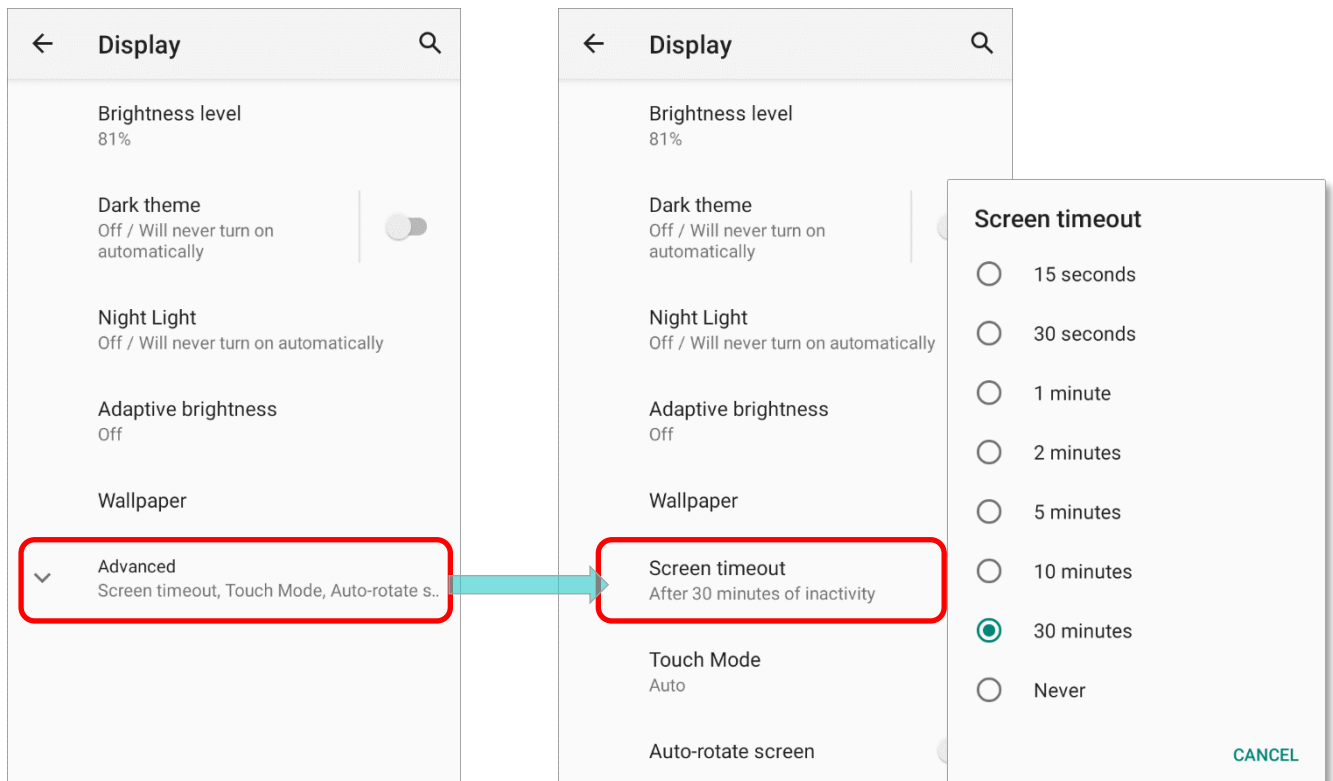 Display
Brightness level
81%
Dark theme
Off / Will never turn on
automatically
Night Light
Off / Will never turn on automatically
Adaptive brightness
Off
Wallpaper
Advanced
Screen timeout, Touch Mode, Auto-rotate s..
Display
Brightness level
81%
Dark theme
Off / Will never turn on
automatically
Night Light
Off / Will never turn on automatically
Adaptive brightness
Off
Wallpaper
Screen timeout
After 30 minutes of inactivity
Touch Mode
Auto
Auto-rotate screen
Screen timeout
15 seconds
30 seconds
1 minute
2 minutes
5 minutes
10 minutes
30 minutes
Never
CANCEL